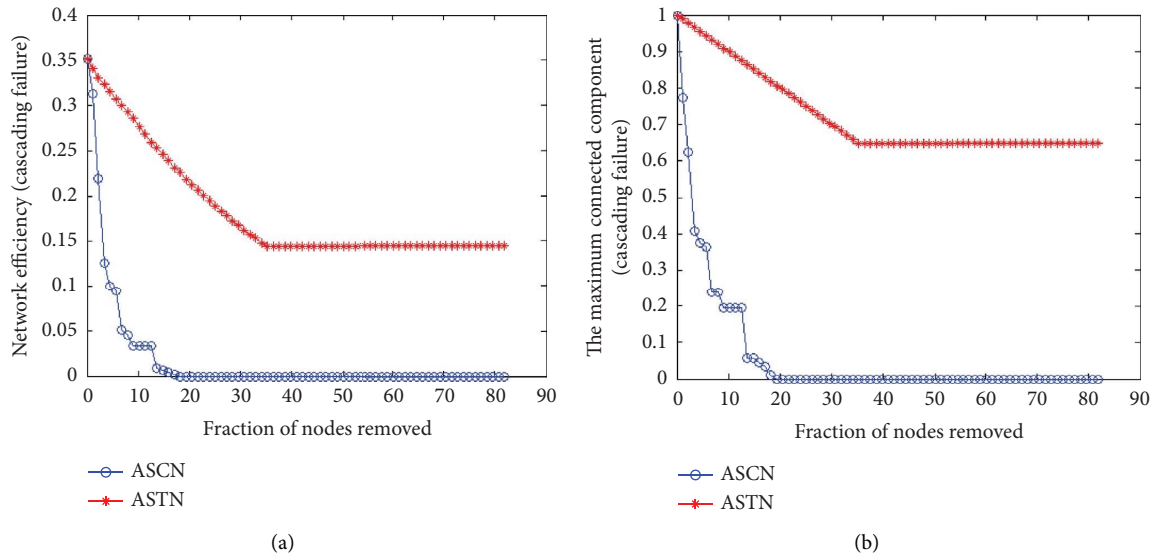 Network efficiency (cascading failure)
0.4
0.35
0.3
0.25
0.2
0.15
0.1
0.05
0
0 10 20 30 40 50 60 70 80 90
Fraction of nodes removed
ASCN
ASTN
(a)
The maximum connected component
(cascading failure)
1
0.9
0.8
0.7
0.6
0.5
0.4
0.3
0.2
0.1
0
0 10 20 30 40 50 60 70 80 90
Fraction of nodes removed
ASCN
ASTN
(b)